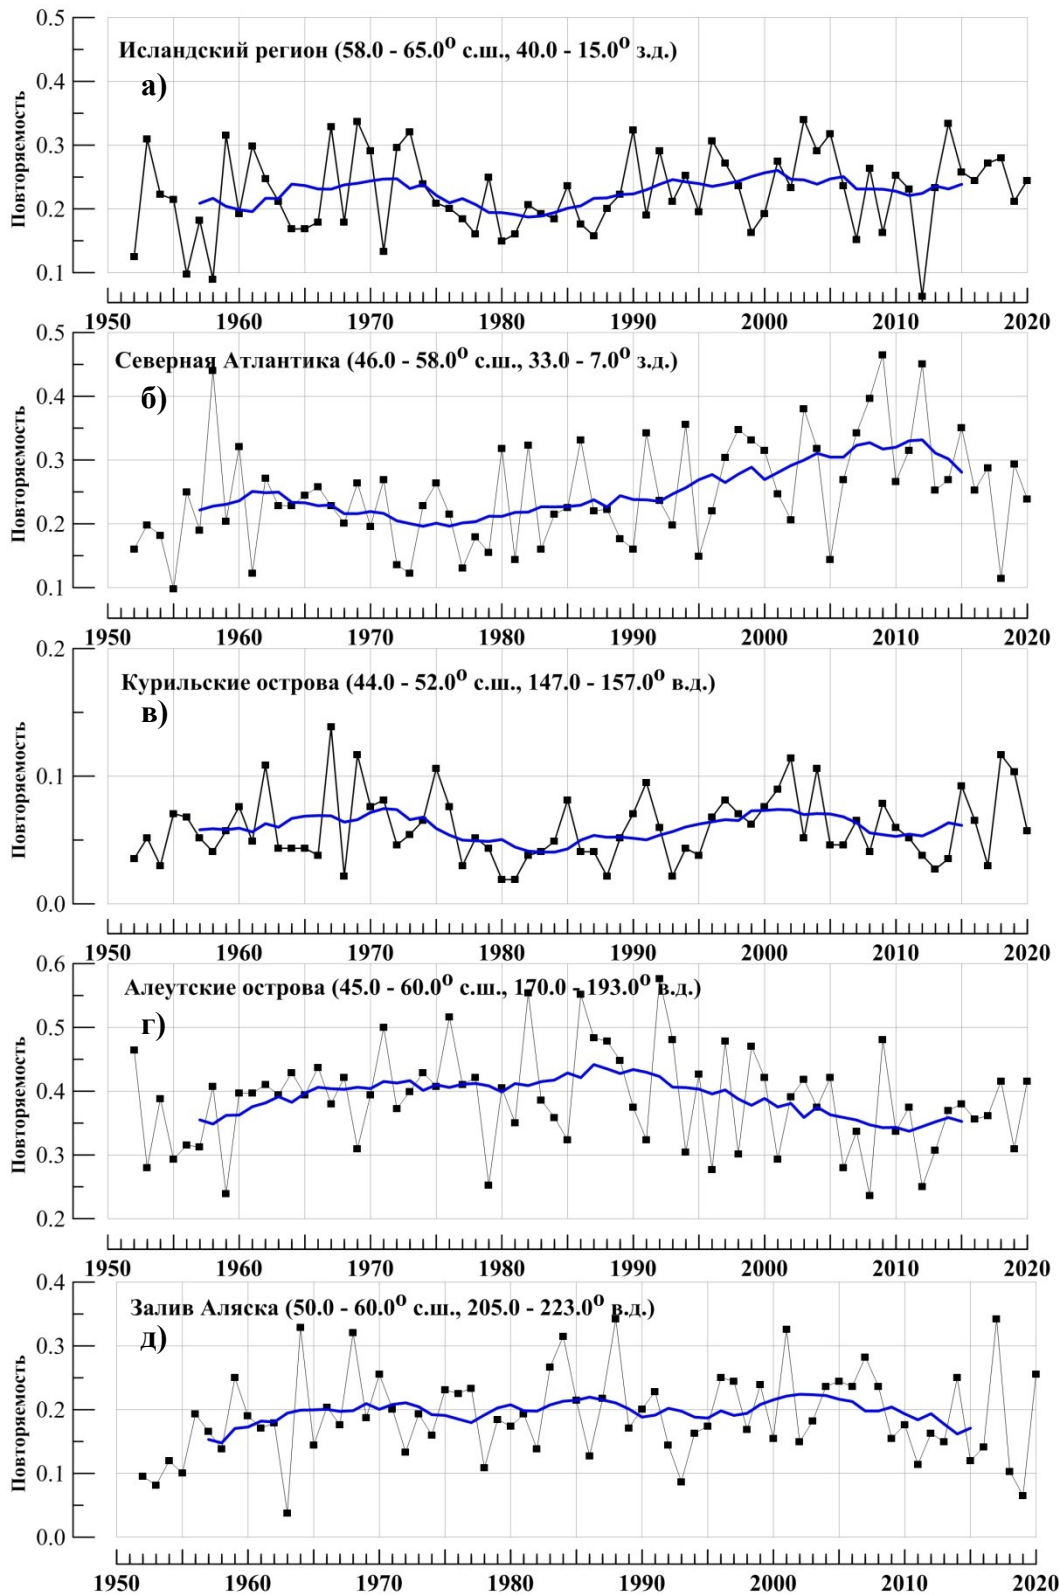 0.5
Исландский регион (58.0 - 65.0⁰ с.ш., 40.0 - 15.0⁰ з.д.)
а)
0.4
Повторяемость
0.3
0.2
0.1
1950 1960 1970 1980 1990 2000 2010 2020
0.5
Северная Атлантика (46.0 - 58.0⁰ с.ш., 33.0 - 7.0⁰ з.д.)
б)
0.4
Повторяемость
0.3
0.2
0.1
1950 1960 1970 1980 1990 2000 2010 2020
0.2
Курильские острова (44.0 - 52.0⁰ с.ш., 147.0 - 157.0⁰ в.д.)
в)
Повторяемость
0.1
0.0
1950 1960 1970 1980 1990 2000 2010 2020
0.6
Алеутские острова (45.0 - 60.0⁰ с.ш., 170.0 - 193.0⁰ в.д.)
г)
0.5
Повторяемость
0.4
0.3
0.2
1950 1960 1970 1980 1990 2000 2010 2020
0.4
Залив Аляска (50.0 - 60.0⁰ с.ш., 205.0 - 223.0⁰ в.д.)
д)
0.3
Повторяемость
0.2
0.1
0.0
1950 1960 1970 1980 1990 2000 2010 2020